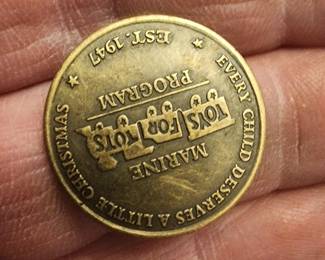 EVERY CHILD DESERVES A LITTLE CHRISTMAS
MARINE
TOYS FOR TOTS
PROGRAM
★ EST. 1947 ★